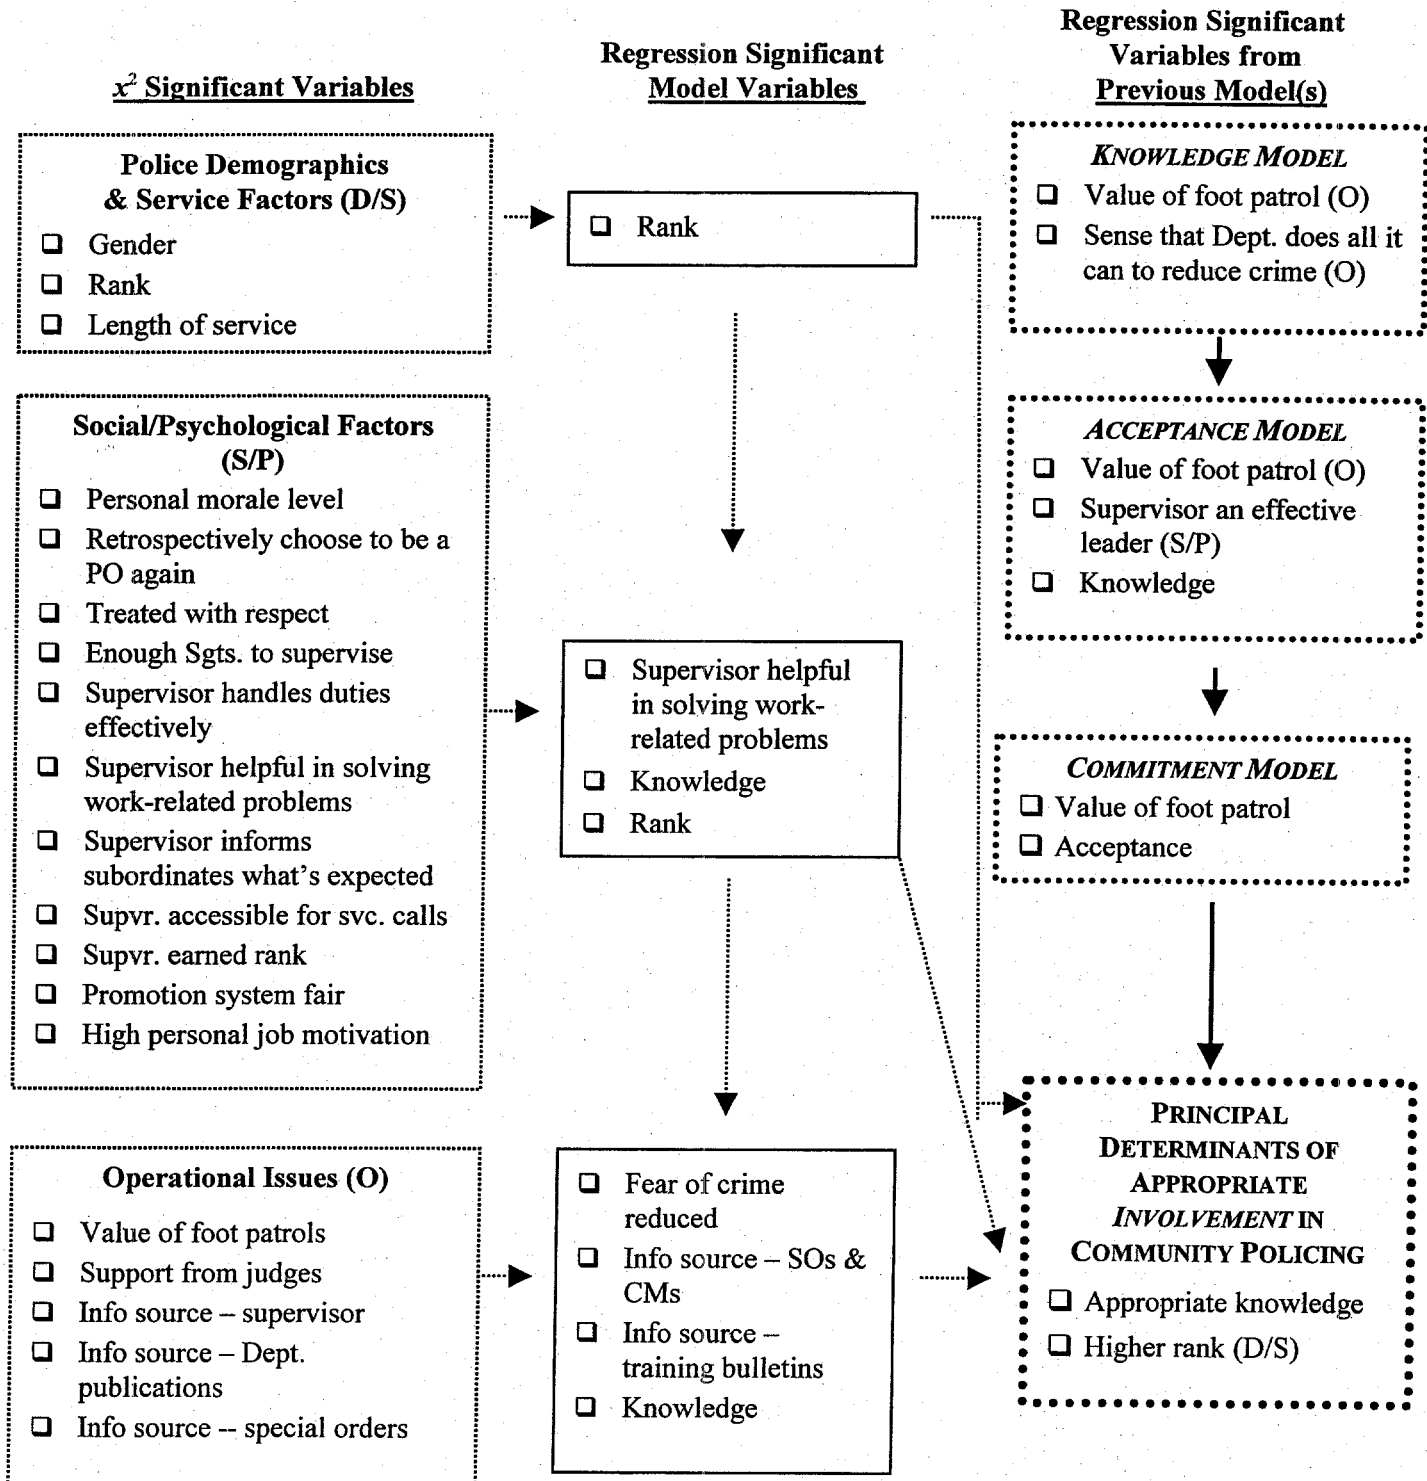 x² Significant Variables
Police Demographics
& Service Factors (D/S)
❑ Gender
❑ Rank
❑ Length of service
Social/Psychological Factors
(S/P)
❑ Personal morale level
❑ Retrospectively choose to be a
PO again
❑ Treated with respect
❑ Enough Sgts. to supervise
❑ Supervisor handles duties
effectively
❑ Supervisor helpful in solving
work-related problems
❑ Supervisor informs
subordinates what's expected
❑ Supvr. accessible for svc. calls
❑ Supvr. earned rank
❑ Promotion system fair
❑ High personal job motivation
Operational Issues (O)
❑ Value of foot patrols
❑ Support from judges
❑ Info source – supervisor
❑ Info source – Dept.
publications
❑ Info source -- special orders
Regression Significant
Model Variables
❑ Rank
❑ Supervisor helpful
in solving work-
related problems
❑ Knowledge
❑ Rank
❑ Fear of crime
reduced
❑ Info source – SOs &
CMs
❑ Info source –
training bulletins
❑ Knowledge
Regression Significant
Variables from
Previous Model(s)
KNOWLEDGE MODEL
❑ Value of foot patrol (O)
❑ Sense that Dept. does all it
can to reduce crime (O)
ACCEPTANCE MODEL
❑ Value of foot patrol (O)
❑ Supervisor an effective
leader (S/P)
❑ Knowledge
COMMITMENT MODEL
❑ Value of foot patrol
❑ Acceptance
PRINCIPAL
DETERMINANTS OF
APPROPRIATE
INVOLVEMENT IN
COMMUNITY POLICING
❑ Appropriate knowledge
❑ Higher rank (D/S)